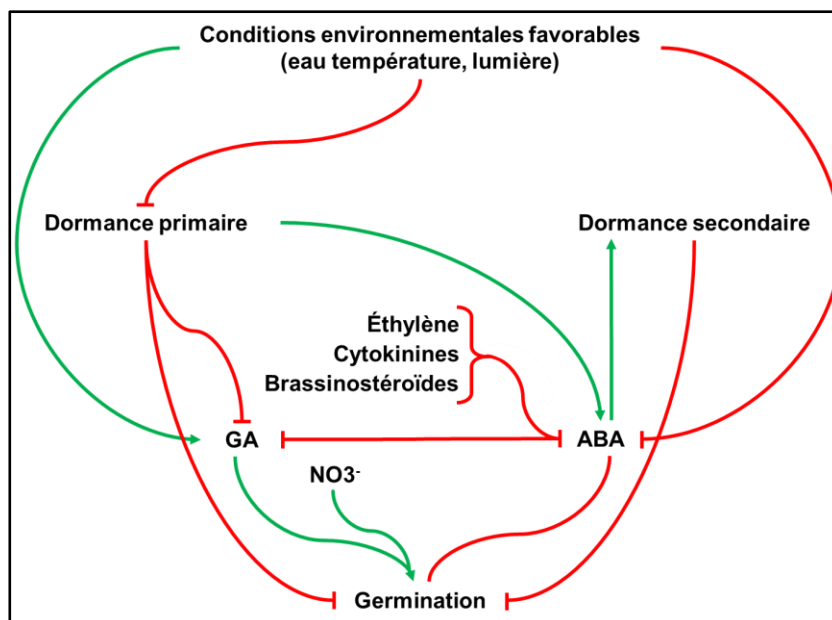 Conditions environnementales favorables
(eau température, lumière)
Dormance primaire
Dormance secondaire
Éthylène
Cytokinines
Brassinostéroïdes
GA
ABA
NO3-
Germination